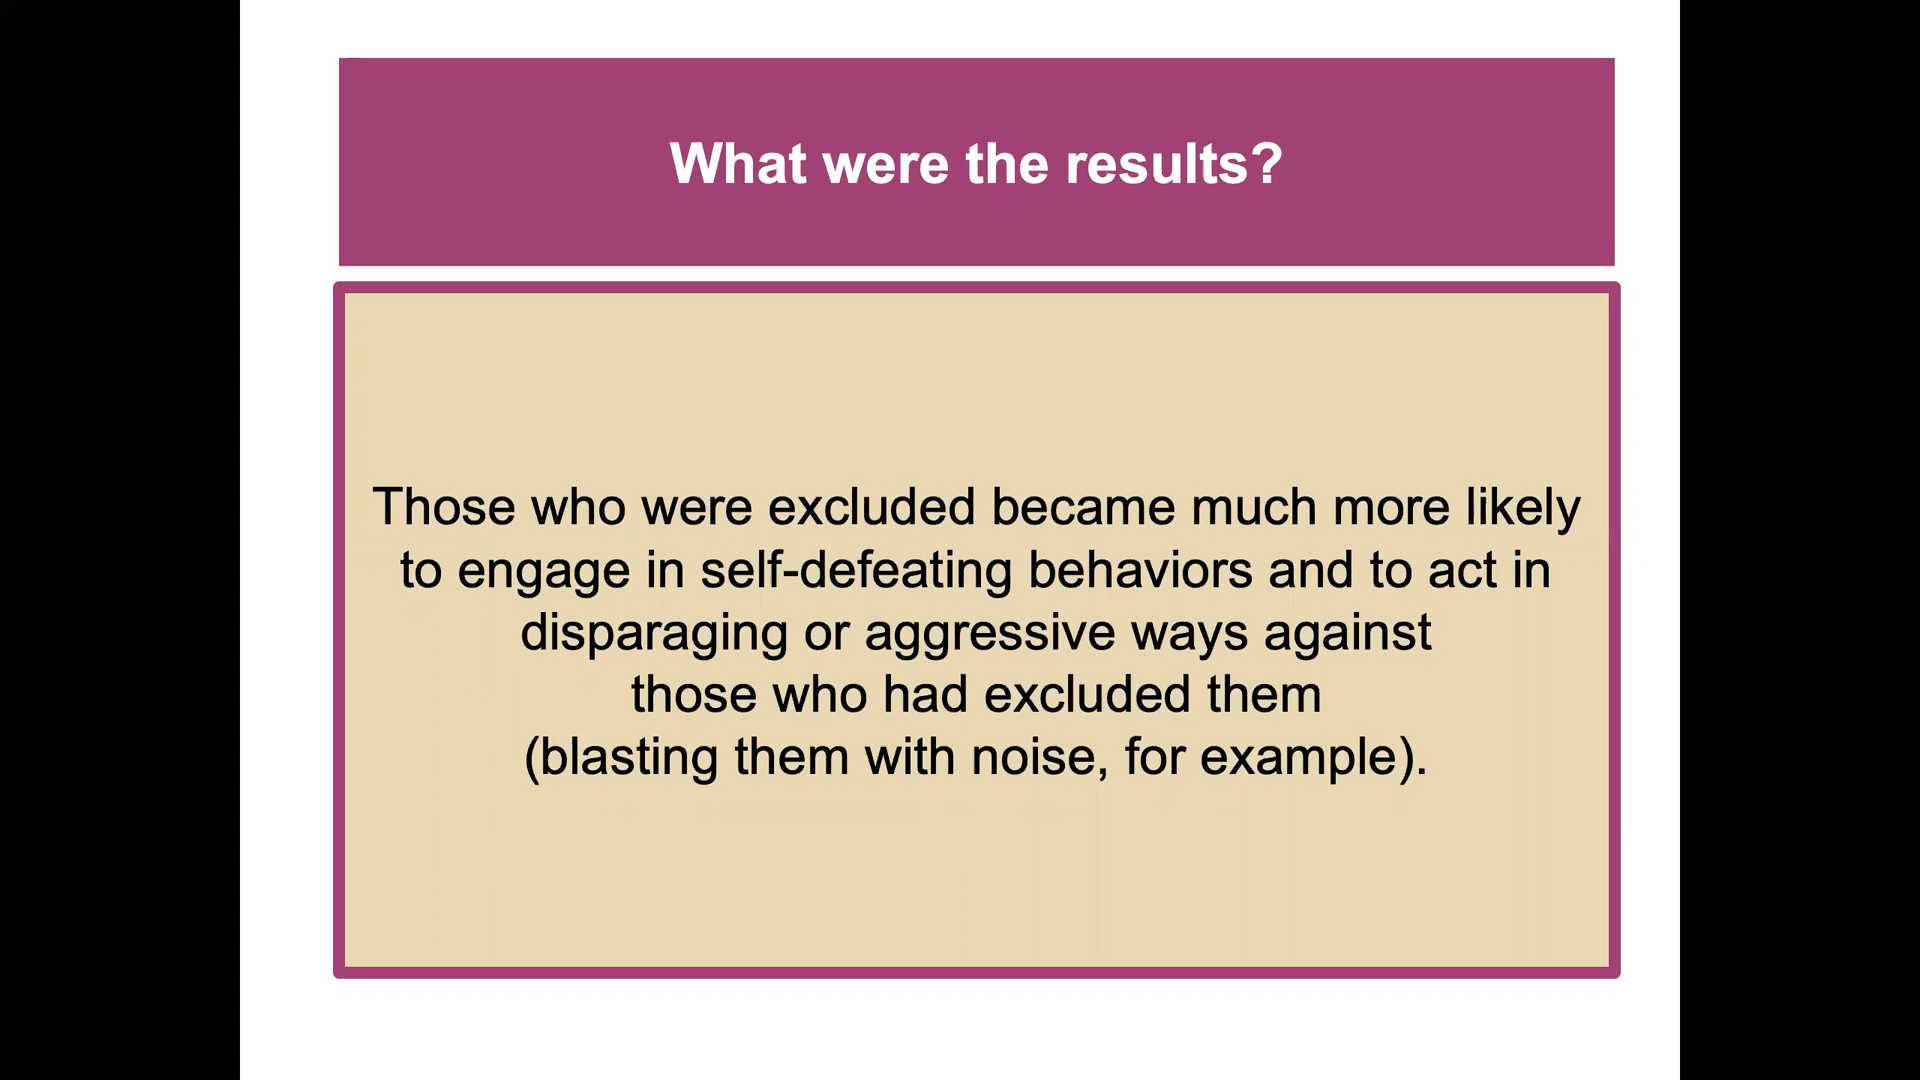 What were the results?
Those who were excluded became much more likely
to engage in self-defeating behaviors and to act in
disparaging or aggressive ways against
those who had excluded them
(blasting them with noise, for example).